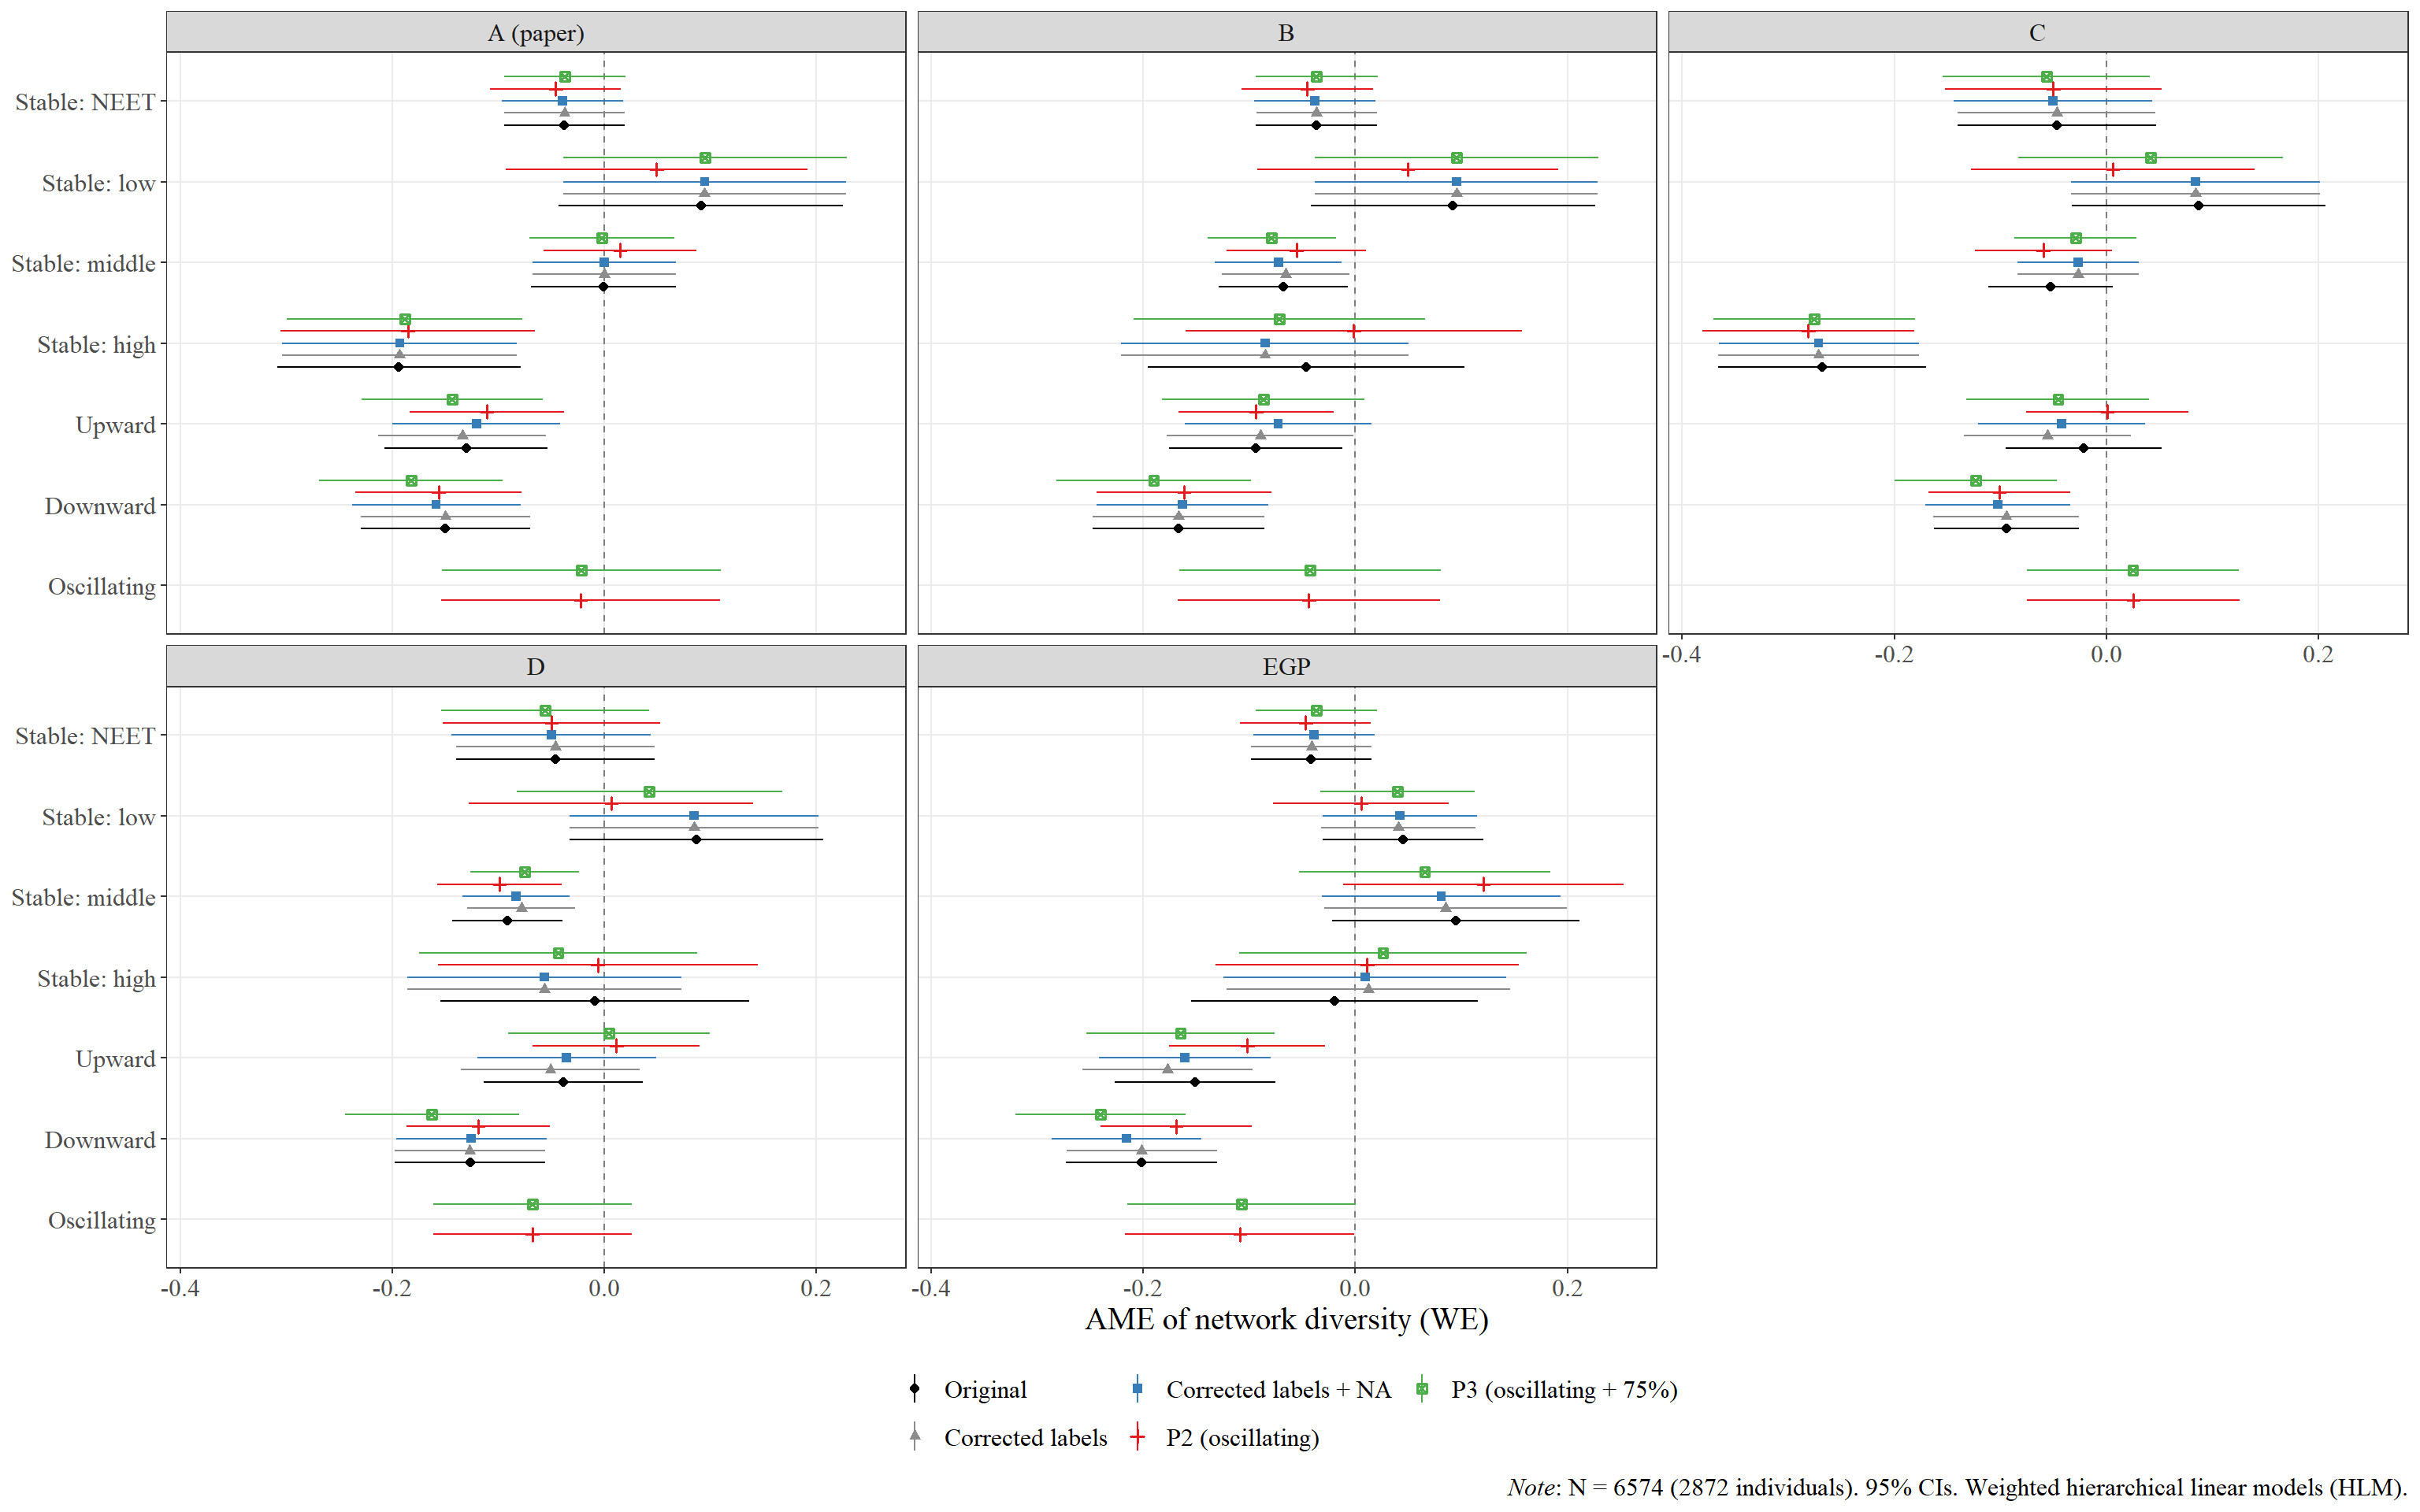 A (paper)
B
C
Stable: NEET
Stable: low
Stable: middle
Stable: high
Upward
Downward
Oscillating
-0.4
-0.2
0.0
0.2
D
EGP
Stable: NEET
Stable: low
Stable: middle
Stable: high
Upward
Downward
Oscillating
-0.4
-0.2
0.0
0.2
-0.4
-0.2
0.0
0.2
AME of network diversity (WE)
Original
Corrected labels + NA
P3 (oscillating + 75%)
Corrected labels
P2 (oscillating)
Note: N = 6574 (2872 individuals). 95% CIs. Weighted hierarchical linear models (HLM).